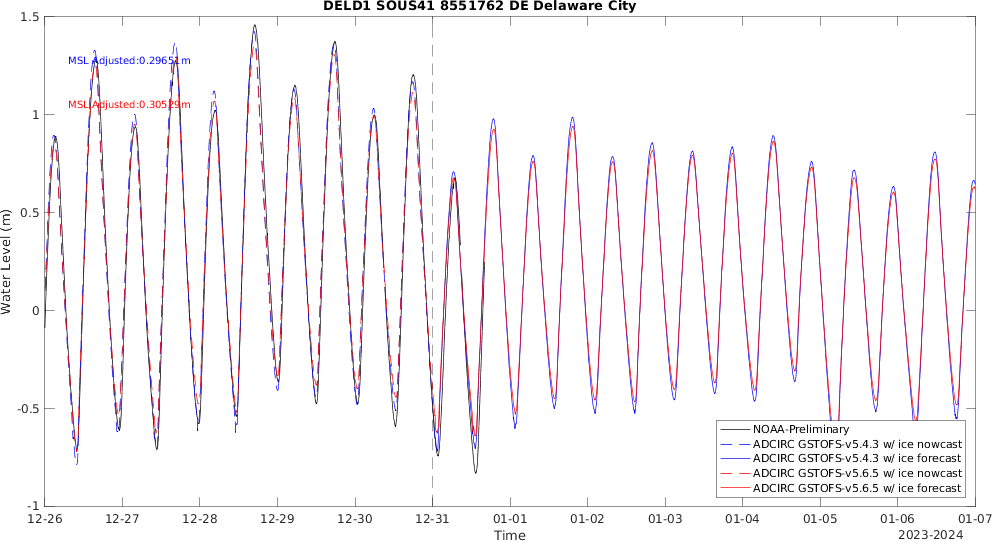 DELD1 SOUS41 8551762 DE Delaware City
1.5
MSL Adjusted:0.29651m
MSL Adjusted:0.30529m
1
0.5
0
-0.5
-1
Water Level (m)
NOAA-Preliminary
ADCIRC GSTOFS-v5.4.3 w/ ice nowcast
ADCIRC GSTOFS-v5.4.3 w/ ice forecast
ADCIRC GSTOFS-v5.6.5 w/ ice nowcast
ADCIRC GSTOFS-v5.6.5 w/ ice forecast
12-26 12-27 12-28 12-29 12-30 12-31 01-01 01-02 01-03 01-04 01-05 01-06 01-07
Time
2023-2024